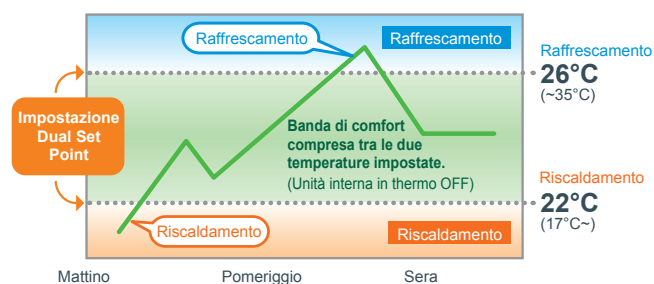 Raffrescamento
Raffrescamento
Raffrescamento
26°C
(~35°C)
Impostazione
Dual Set
Point
Banda di comfort
compresa tra le due
temperature impostate.
(Unità interna in thermo OFF)
Riscaldamento
22°C
(17°C~)
Riscaldamento
Riscaldamento
Mattino
Pomeriggio
Sera